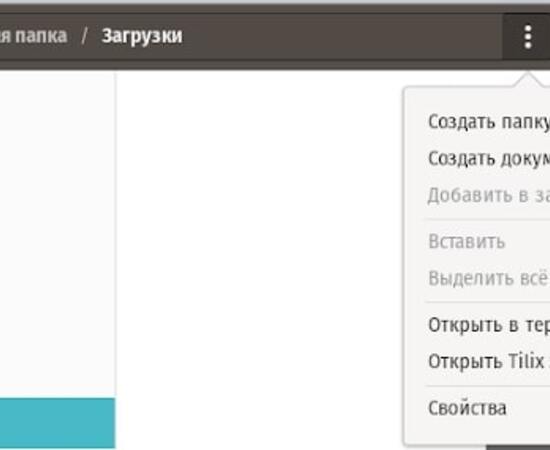 я папка / Загрузки
Создать папку
Создать докум
Добавить в за
Вставить
Выделить всё
Открыть в тер
Открыть Tilix
Свойства